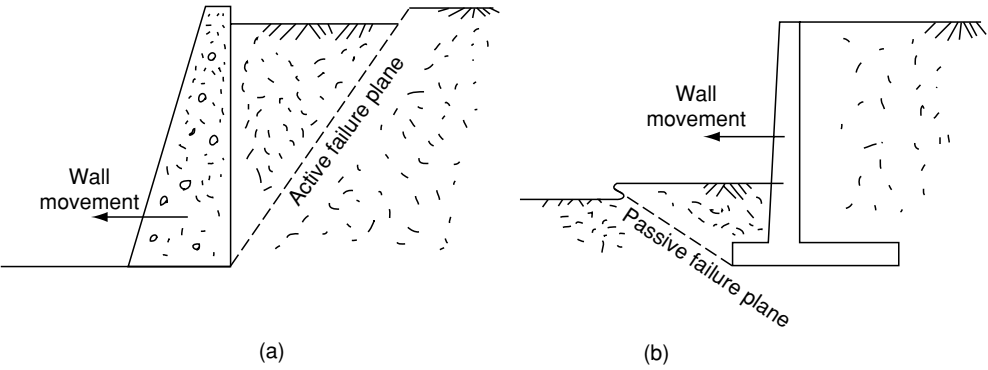 Wall
movement
Active failure plane
(a)
Wall
movement
Passive failure plane
(b)